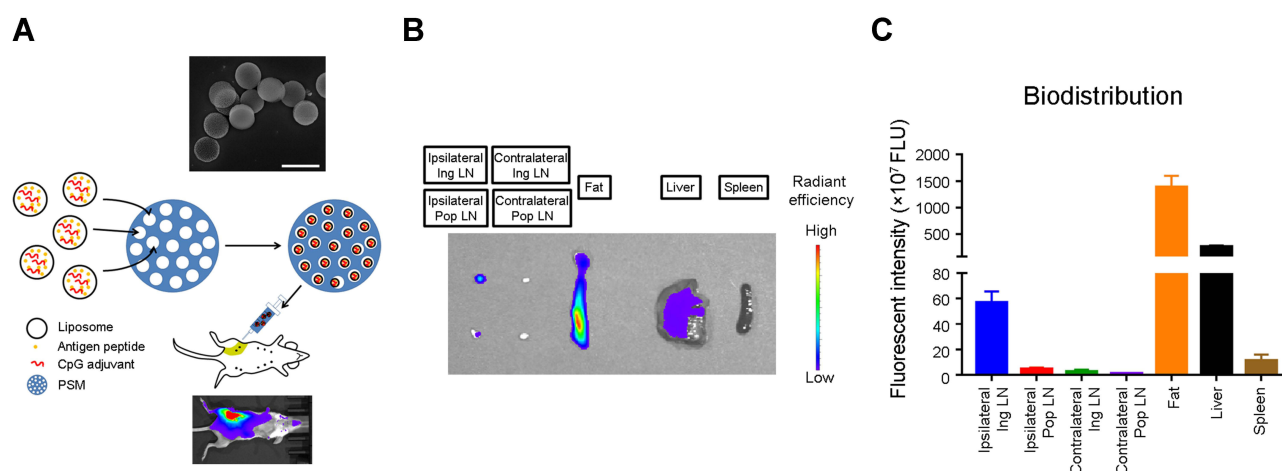 A
Liposome
Antigen peptide
CpG adjuvant
PSM
B
Ipsilateral
Ing LN
Contralateral
Ing LN
Ipsilateral
Pop LN
Contralateral
Pop LN
Fat
Liver
Spleen
Radiant
efficiency
High
Low
C
Biodistribution
Fluorescent intensity (×10⁷ FLU)
2000
1500
1000
500
80
60
40
20
0
Ipsilateral
Ing LN
Ipsilateral
Pop LN
Contralateral
Ing LN
Contralateral
Pop LN
Fat
Liver
Spleen